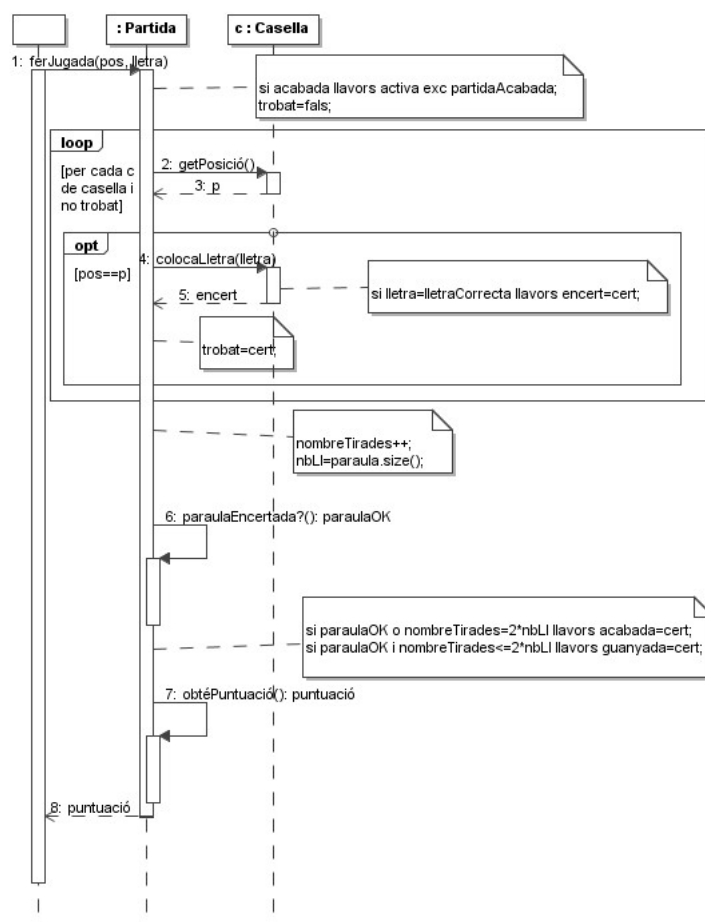 : Partida
c : Casella
1: ferJugada(pos, lletra)
si acabada llavors activa exc partidaAcabada;
trobat=fals;
loop
[per cada c
de casella i
no trobat]
2: getPosició()
3: p
opt
[pos==p]
4: colocaLletra(lletra)
5: encert
si lletra=lletraCorrecta llavors encert=cert;
trobat=cert;
nombreTirades++;
nbLl=paraula.size();
6: paraulaEncertada?(): paraulaOK
si paraulaOK o nombreTirades=2*nbLl llavors acabada=cert;
si paraulaOK i nombreTirades<=2*nbLl llavors guanyada=cert;
7: obtéPuntuació(): puntuació
8: puntuació